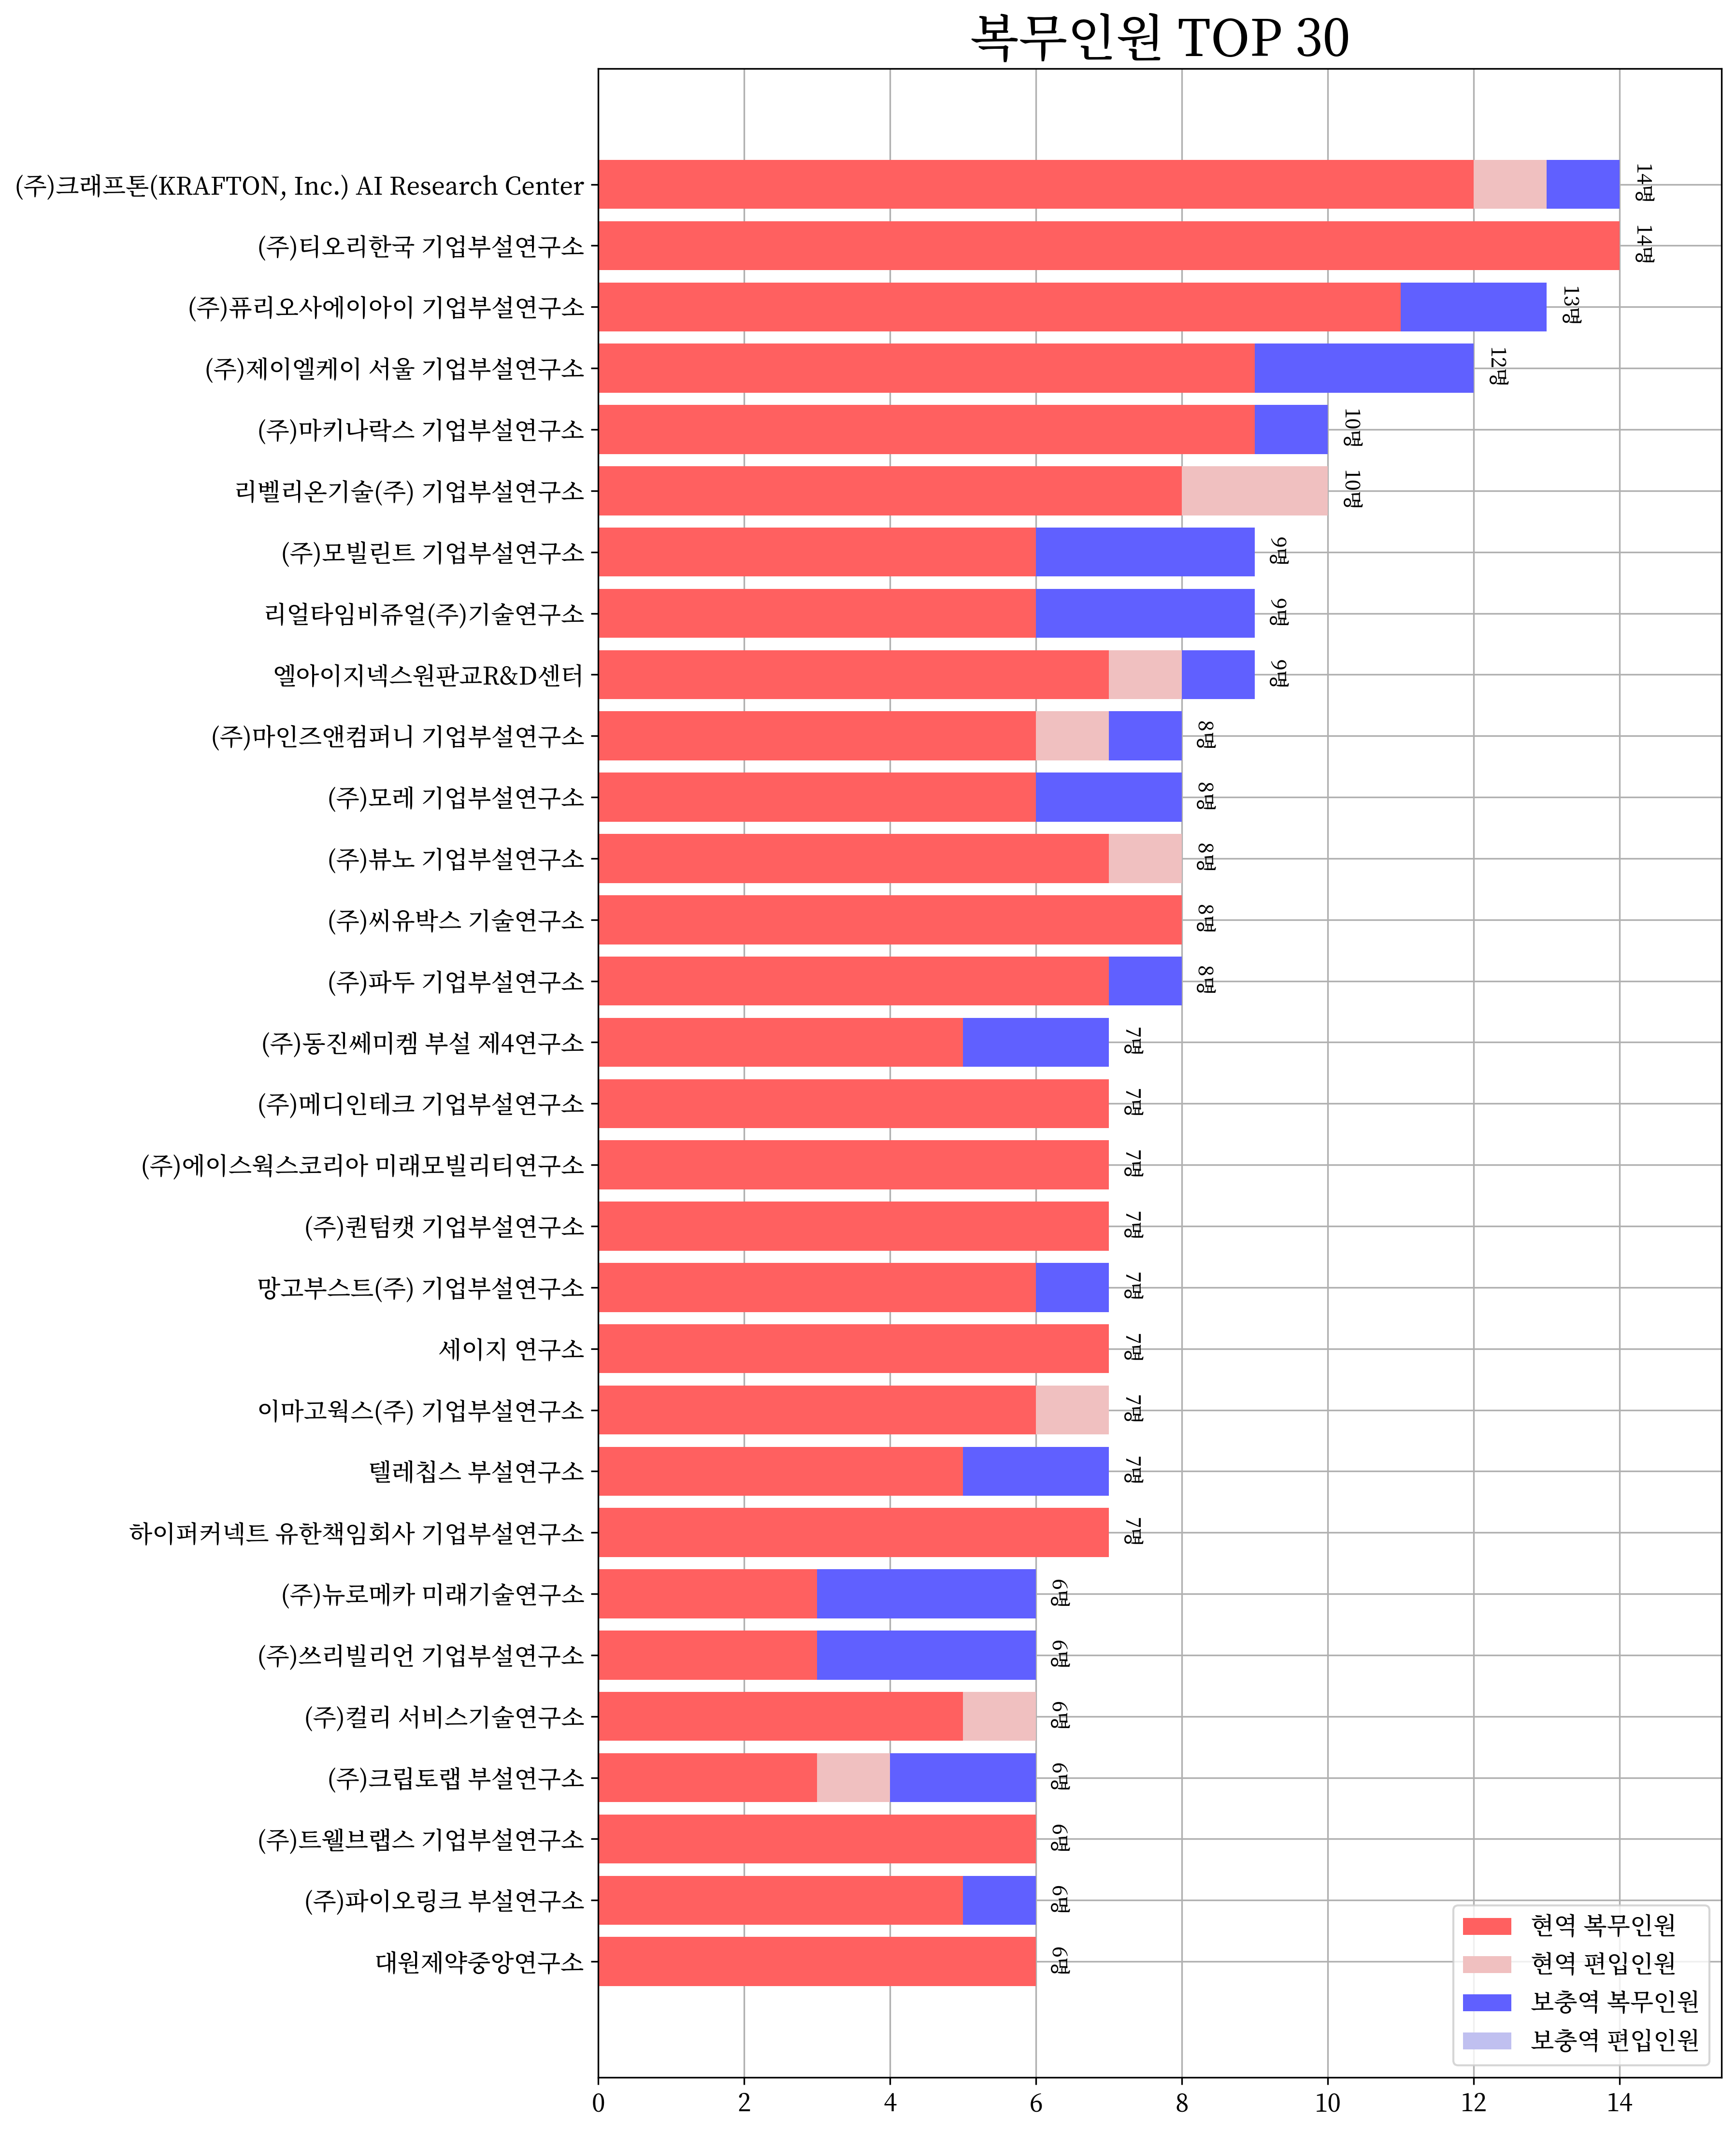 복무인원 TOP 30
(주)크래프톤(KRAFTON, Inc.) AI Research Center
14명
(주)티오리한국 기업부설연구소
14명
(주)퓨리오사에이아이 기업부설연구소
13명
(주)제이엘케이 서울 기업부설연구소
12명
(주)마키나락스 기업부설연구소
10명
리벨리온기술(주) 기업부설연구소
10명
(주)모빌린트 기업부설연구소
9명
리얼타임비쥬얼(주)기술연구소
9명
엘아이지넥스원판교R&D센터
9명
(주)마인즈앤컴퍼니 기업부설연구소
8명
(주)모레 기업부설연구소
8명
(주)뷰노 기업부설연구소
8명
(주)씨유박스 기술연구소
8명
(주)파두 기업부설연구소
8명
(주)동진쎄미켐 부설 제4연구소
7명
(주)메디인테크 기업부설연구소
7명
(주)에이스웍스코리아 미래모빌리티연구소
7명
(주)퀀텀캣 기업부설연구소
7명
망고부스트(주) 기업부설연구소
7명
세이지 연구소
7명
이마고웍스(주) 기업부설연구소
7명
텔레칩스 부설연구소
7명
하이퍼커넥트 유한책임회사 기업부설연구소
7명
(주)뉴로메카 미래기술연구소
6명
(주)쓰리빌리언 기업부설연구소
6명
(주)컬리 서비스기술연구소
6명
(주)크립토랩 부설연구소
6명
(주)트웰브랩스 기업부설연구소
6명
(주)파이오링크 부설연구소
6명
대원제약중앙연구소
6명
현역 복무인원
현역 편입인원
보충역 복무인원
보충역 편입인원
0 2 4 6 8 10 12 14